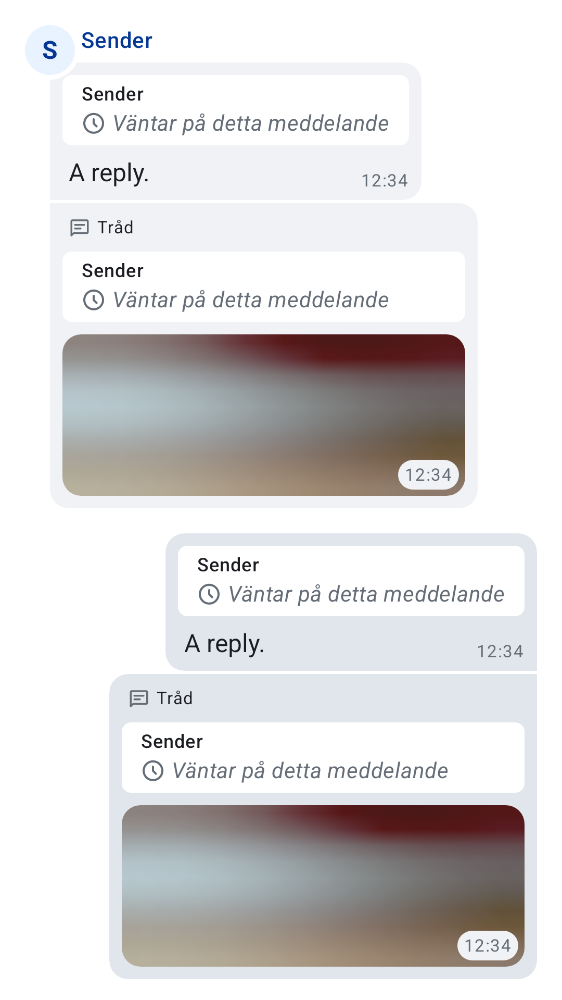 S
Sender
Sender
Väntar på detta meddelande
A reply.
12:34
Tråd
Sender
Väntar på detta meddelande
12:34
Sender
Väntar på detta meddelande
A reply.
12:34
Tråd
Sender
Väntar på detta meddelande
12:34